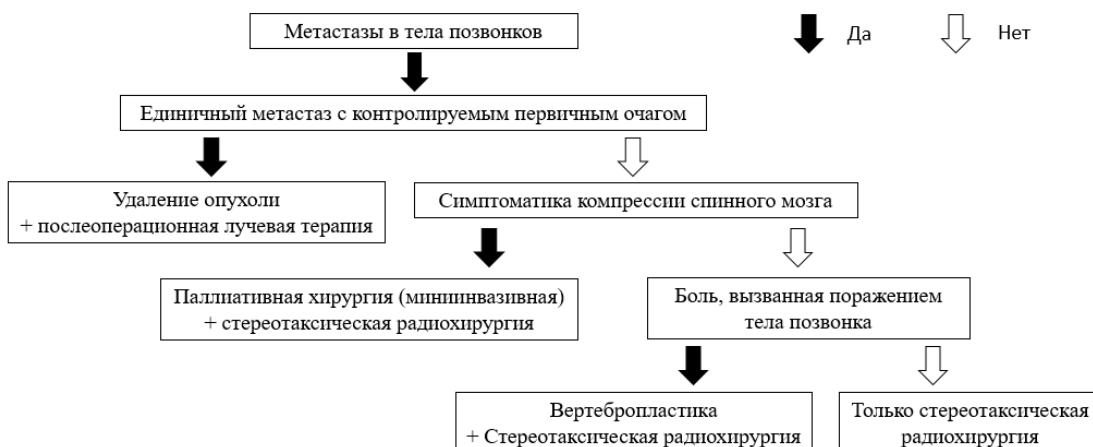 Метастазы в тела позвонков
Да
Нет
Единичный метастаз с контролируемым первичным очагом
Удаление опухоли
+ послеоперационная лучевая терапия
Симптоматика компрессии спинного мозга
Паллиативная хирургия (миниинвазивная)
+ стереотаксическая радиохирургия
Боль, вызванная поражением
тела позвонка
Вертебропластика
+ Стереотаксическая радиохирургия
Только стереотаксическая
радиохирургия